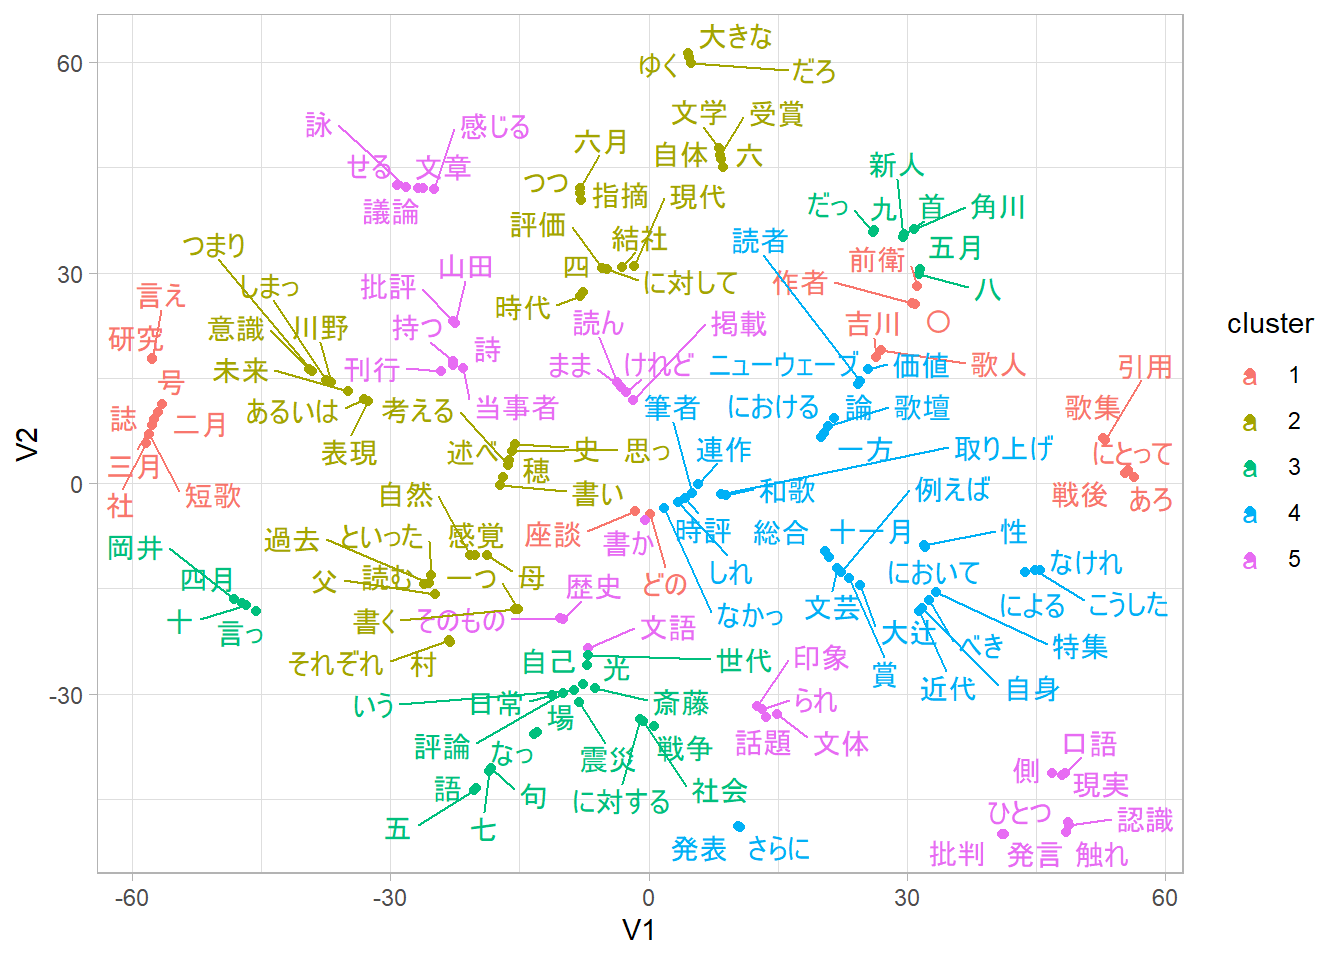 大きな
60
ゆく
だろ
文学
受賞
詠
感じる
六月
自体
六
せる
文章
新人
つつ
指摘
現代
だっ
九
首
角川
議論
評価
結社
読者
つまり
五月
前衛
山田
四
に対して
30
しまっ
批評
作者
八
言え
時代
意識
川野
持つ
読ん
掲載
吉川
〇
研究
詩
未来
刊行
まま
けれど
ニューウェーブ
価値
歌人
引用
号
あるいは
考える
当事者
筆者
における
論
歌壇
歌集
誌
二月
表現
述べ
史
思っ
連作
一方
取り上げ
にとって
三月
穂
0
社
短歌
自然
書い
和歌
例えば
戦後
あろ
過去
といった
感覚
座談
書か
時評
総合
十一月
性
岡井
四月
父
読む
一つ
母
歴史
どの
しれ
において
なけれ
十
言っ
書く
そのもの
文語
なかっ
文芸
大辻
による
こうした
それぞれ
村
自己
光
世代
印象
賞
べき
特集
-30
いう
日常
斎藤
られ
近代
自身
評論
なっ
場
震災
戦争
話題
文体
口語
語
句
に対する
社会
側
現実
五
七
ひとつ
認識
発表
さらに
批判
発言
触れ
-60
-30
0
30
60
V1
V2
cluster
a 1
a 2
a 3
a 4
a 5